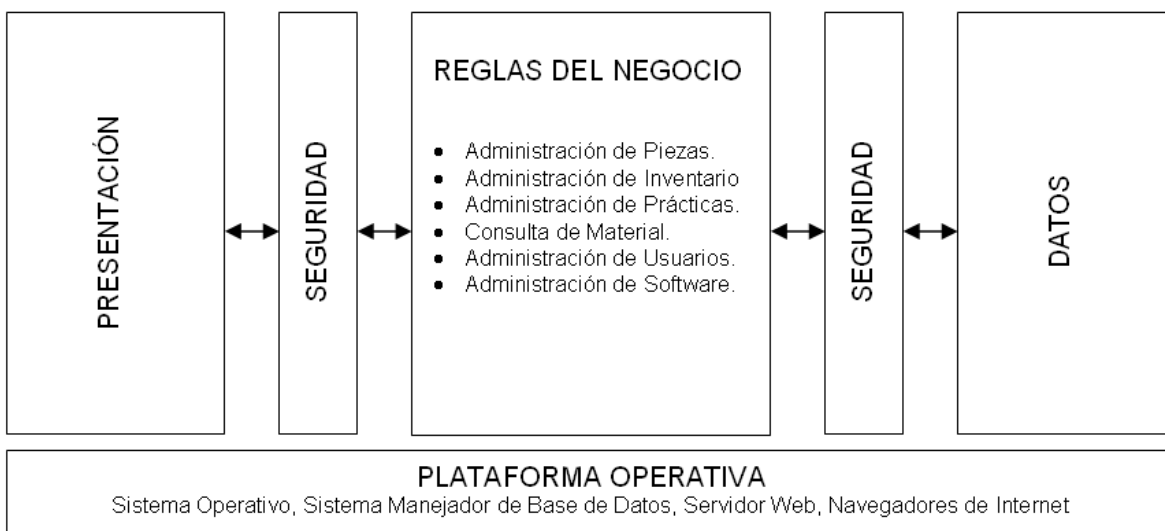 PRESENTACIÓN
SEGURIDAD
REGLAS DEL NEGOCIO
• Administración de Piezas.
• Administración de Inventario
• Administración de Prácticas.
• Consulta de Material.
• Administración de Usuarios.
• Administración de Software.
SEGURIDAD
DATOS
PLATAFORMA OPERATIVA
Sistema Operativo, Sistema Manejador de Base de Datos, Servidor Web, Navegadores de Internet